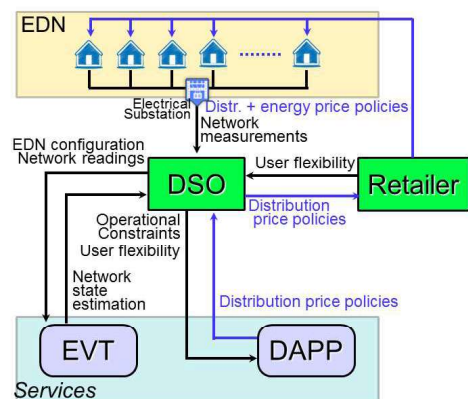 EDN
Electrical
Substation
Distr. + energy price policies
Network
measurements
EDN configuration
Network readings
User flexibility
DSO
Retailer
Distribution
price policies
Operational
Constraints
User flexibility
Network
state
estimation
Distribution price policies
EVT
DAPP
Services